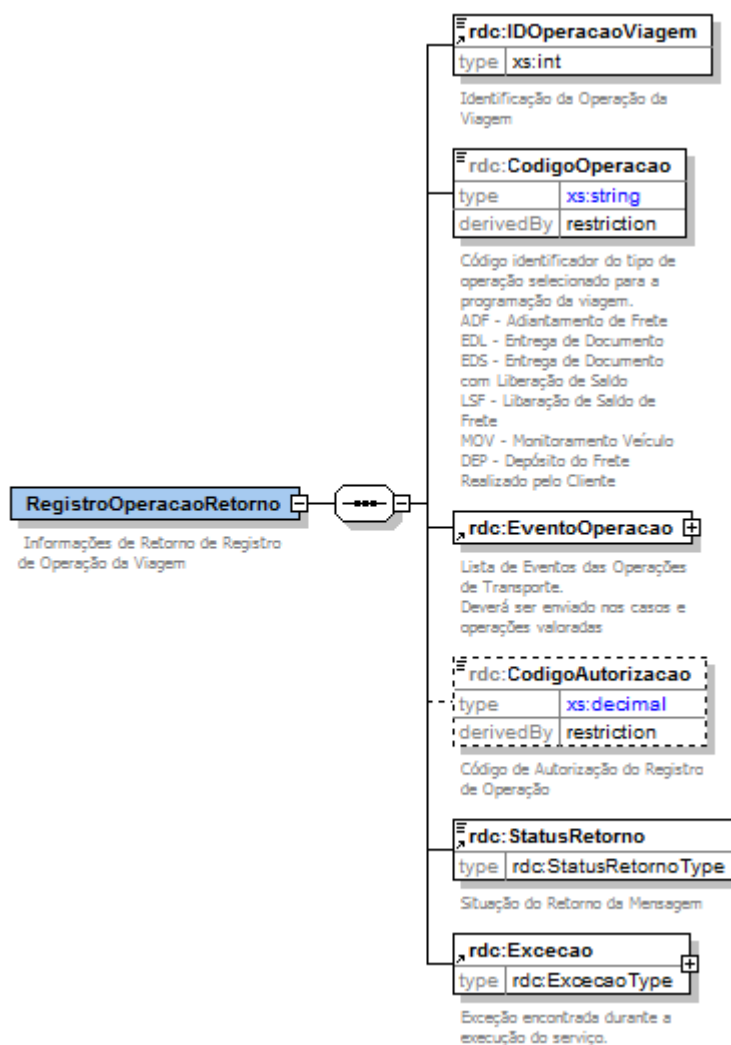 rdc:IDOperacaoViagem
type xs:int
Identificação da Operação da
Viagem
rdc:CodigoOperacao
type xs:string
derivedBy restriction
Código identificador do tipo de
operação selecionado para a
programação da viagem.
ADF - Adiantamento de Frete
EDL - Entrega de Documento
EDS - Entrega de Documento
com Liberação de Saldo
LSF - Libaração de Saldo de
Frete
MOV - Monitoramento Veículo
DEP - Depósito do Frete
Realizado pelo Cliente
RegistroOperacaoRetorno
Informações de Retorno de Registro
de Operação da Viagem
rdc:EventoOperacao
Lista de Eventos das Operações
de Transporte.
Deverá ser enviado nos casos e
operações valoradas
rdc:CodigoAutorizacao
type xs:decimal
derivedBy restriction
Código de Autorização do Registro
de Operação
rdc:StatusRetorno
type rdc:StatusRetornoType
Situação do Retorno da Mensagem
rdc:Excecao
type rdc:ExcecaoType
Exceção encontrada durante a
execução do serviço.